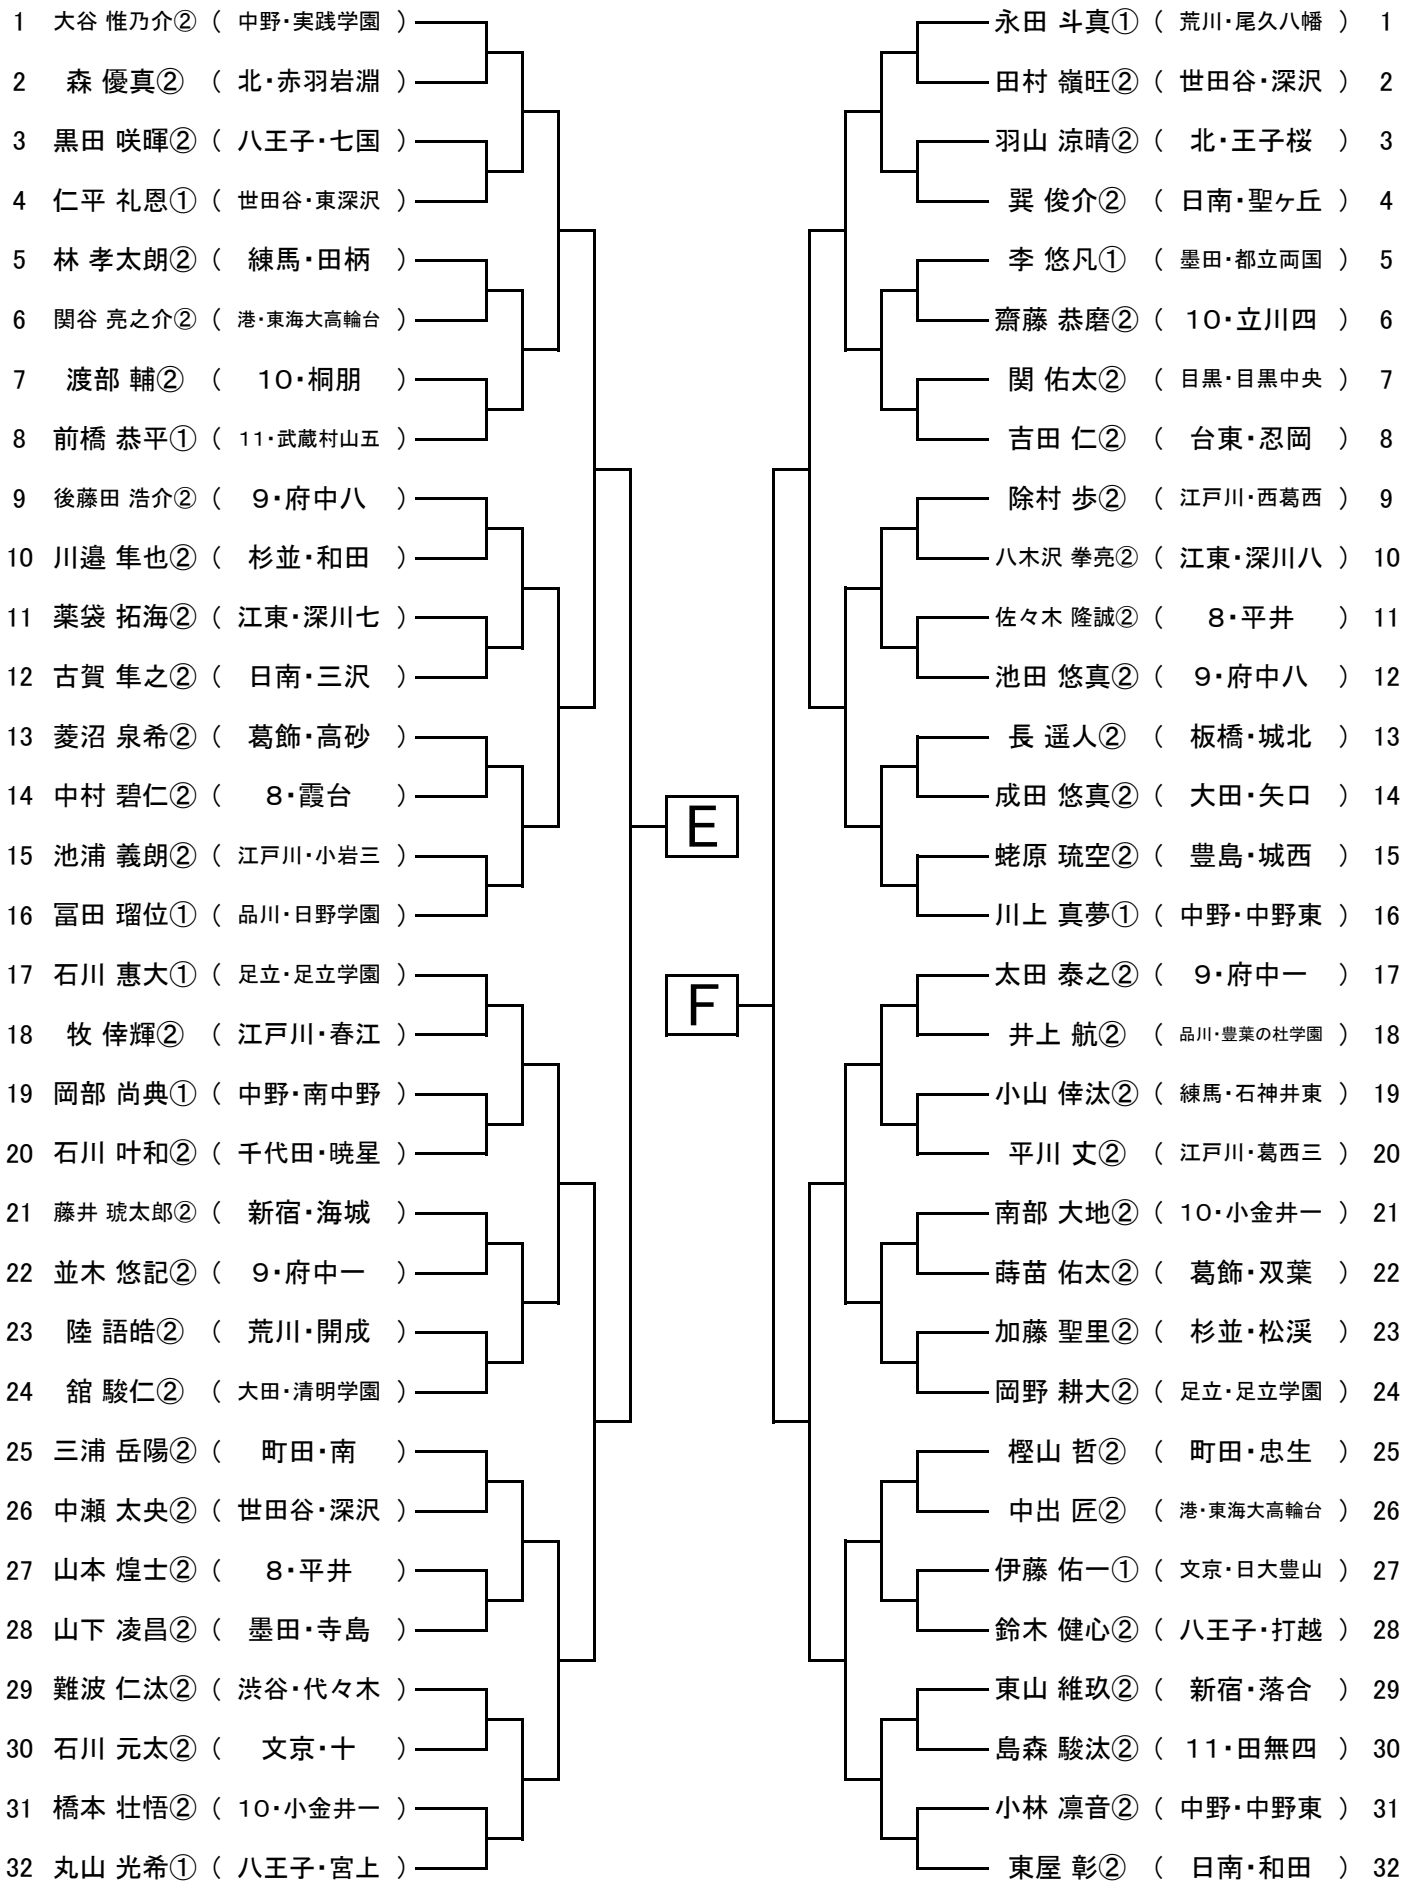 1 大谷 惟乃介② ( 中野・実践学園 )
2 森 優真② ( 北・赤羽岩淵 )
3 黒田 咲暉② ( 八王子・七国 )
4 仁平 礼恩① ( 世田谷・東深沢 )
5 林 孝太朗② ( 練馬・田柄 )
6 関谷 亮之介② ( 港・東海大高輪台 )
7 渡部 輔② ( 10・桐朋 )
8 前橋 恭平① ( 11・武蔵村山五 )
9 後藤田 浩介② ( 9・府中八 )
10 川邉 隼也② ( 杉並・和田 )
11 薬袋 拓海② ( 江東・深川七 )
12 古賀 隼之② ( 日南・三沢 )
13 菱沼 泉希② ( 葛飾・高砂 )
14 中村 碧仁② ( 8・霞台 )
15 池浦 義朗② ( 江戸川・小岩三 )
16 冨田 瑠位① ( 品川・日野学園 )
17 石川 惠大① ( 足立・足立学園 )
18 牧 倖輝② ( 江戸川・春江 )
19 岡部 尚典① ( 中野・南中野 )
20 石川 叶和② ( 千代田・暁星 )
21 藤井 琥太郎② ( 新宿・海城 )
22 並木 悠記② ( 9・府中一 )
23 陸 語皓② ( 荒川・開成 )
24 舘 駿仁② ( 大田・清明学園 )
25 三浦 岳陽② ( 町田・南 )
26 中瀬 太央② ( 世田谷・深沢 )
27 山本 煌士② ( 8・平井 )
28 山下 凌昌② ( 墨田・寺島 )
29 難波 仁汰② ( 渋谷・代々木 )
30 石川 元太② ( 文京・十 )
31 橋本 壮悟② ( 10・小金井一 )
32 丸山 光希① ( 八王子・宮上 )
E
F
永田 斗真① ( 荒川・尾久八幡 ) 1
田村 嶺旺② ( 世田谷・深沢 ) 2
羽山 涼晴② ( 北・王子桜 ) 3
巽 俊介② ( 日南・聖ヶ丘 ) 4
李 悠凡① ( 墨田・都立両国 ) 5
齋藤 恭磨② ( 10・立川四 ) 6
関 佑太② ( 目黒・目黒中央 ) 7
吉田 仁② ( 台東・忍岡 ) 8
除村 歩② ( 江戸川・西葛西 ) 9
八木沢 拳亮② ( 江東・深川八 ) 10
佐々木 隆誠② ( 8・平井 ) 11
池田 悠真② ( 9・府中八 ) 12
長 遥人② ( 板橋・城北 ) 13
成田 悠真② ( 大田・矢口 ) 14
蛯原 琉空② ( 豊島・城西 ) 15
川上 真夢① ( 中野・中野東 ) 16
太田 泰之② ( 9・府中一 ) 17
井上 航② ( 品川・豊葉の杜学園 ) 18
小山 倖汰② ( 練馬・石神井東 ) 19
平川 丈② ( 江戸川・葛西三 ) 20
南部 大地② ( 10・小金井一 ) 21
蒔苗 佑太② ( 葛飾・双葉 ) 22
加藤 聖里② ( 杉並・松渓 ) 23
岡野 耕大② ( 足立・足立学園 ) 24
樫山 哲② ( 町田・忠生 ) 25
中出 匠② ( 港・東海大高輪台 ) 26
伊藤 佑一① ( 文京・日大豊山 ) 27
鈴木 健心② ( 八王子・打越 ) 28
東山 維玖② ( 新宿・落合 ) 29
島森 駿汰② ( 11・田無四 ) 30
小林 凛音② ( 中野・中野東 ) 31
東屋 彰② ( 日南・和田 ) 32